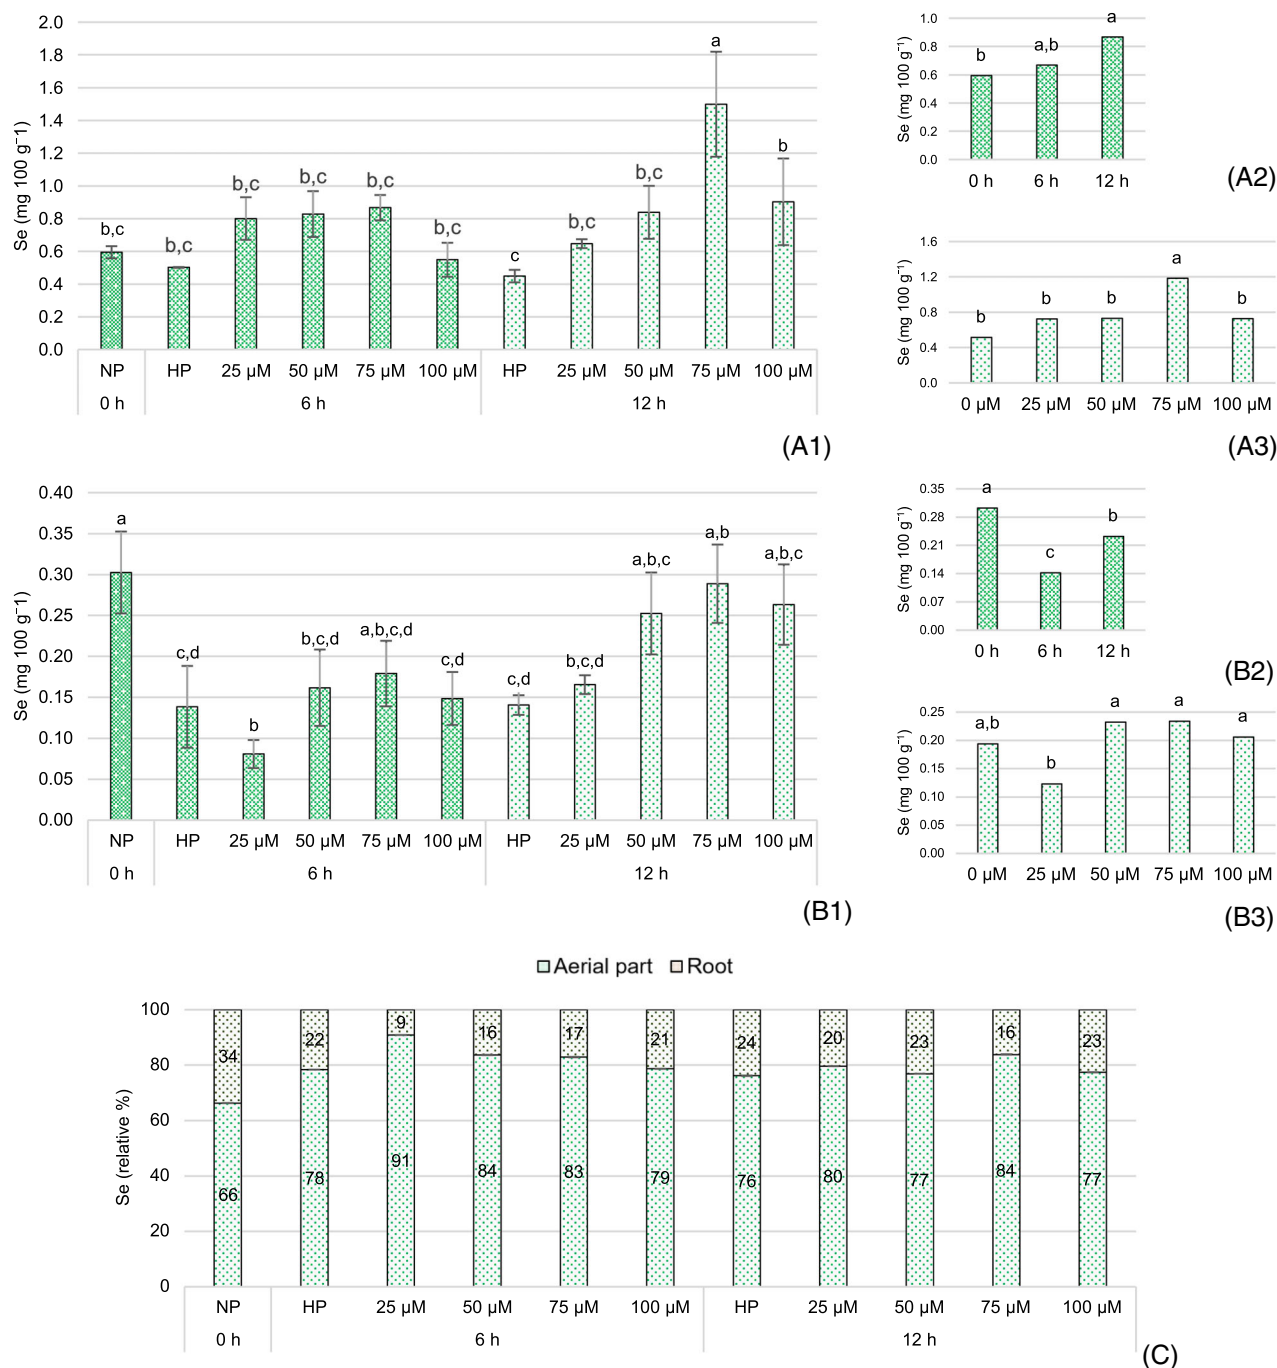 2.0
1.8
1.6
1.4
1.2
1.0
0.8
0.6
0.4
0.2
0.0
Se (mg 100 g⁻¹)
b,c b,c b,c b,c b,c b,c c b,c b,c a b
NP HP 25 µM 50 µM 75 µM 100 µM HP 25 µM 50 µM 75 µM 100 µM
0 h 6 h 12 h
(A1)
1.0
0.8
0.6
0.4
0.2
0.0
Se (mg 100 g⁻¹)
b a,b a
0 h 6 h 12 h
(A2)
1.6
1.2
0.8
0.4
0.0
Se (mg 100 g⁻¹)
b b b a b
0 µM 25 µM 50 µM 75 µM 100 µM
(A3)
0.40
0.35
0.30
0.25
0.20
0.15
0.10
0.05
0.00
Se (mg 100 g⁻¹)
a c,d b b,c,d a,b,c,d c,d c,d b,c,d a,b,c a,b a,b,c
NP HP 25 µM 50 µM 75 µM 100 µM HP 25 µM 50 µM 75 µM 100 µM
0 h 6 h 12 h
(B1)
0.35
0.28
0.21
0.14
0.07
0.00
Se (mg 100 g⁻¹)
a c b
0 h 6 h 12 h
(B2)
0.25
0.20
0.15
0.10
0.05
0.00
Se (mg 100 g⁻¹)
a,b b a a a
0 µM 25 µM 50 µM 75 µM 100 µM
(B3)
Aerial part Root
100
80
60
40
20
0
Se (relative %)
34 22 9 16 17 21 24 20 23 16 23
66 78 91 84 83 79 76 80 77 84 77
NP HP 25 µM 50 µM 75 µM 100 µM HP 25 µM 50 µM 75 µM 100 µM
0 h 6 h 12 h
(C)